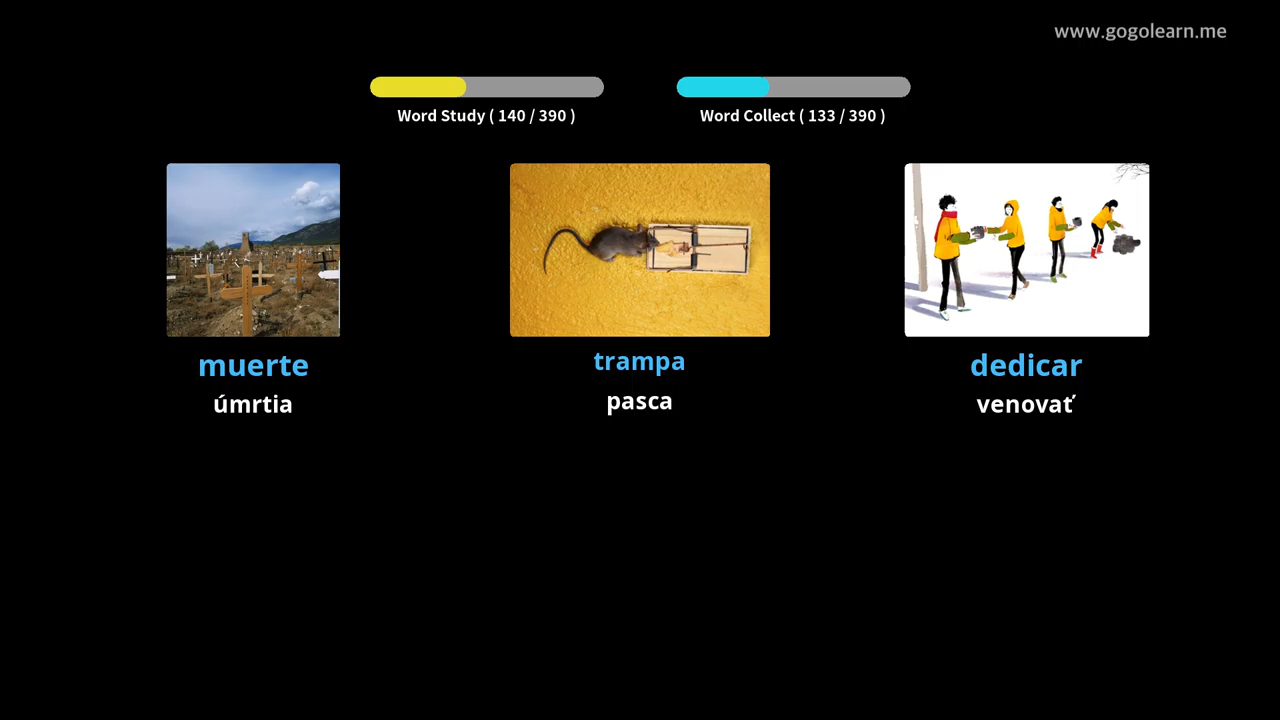 www.gogolearn.me
Word Study ( 140 / 390 )
Word Collect ( 133 / 390 )
muerte
úmrtia
trampa
pasca
dedicar
venovať